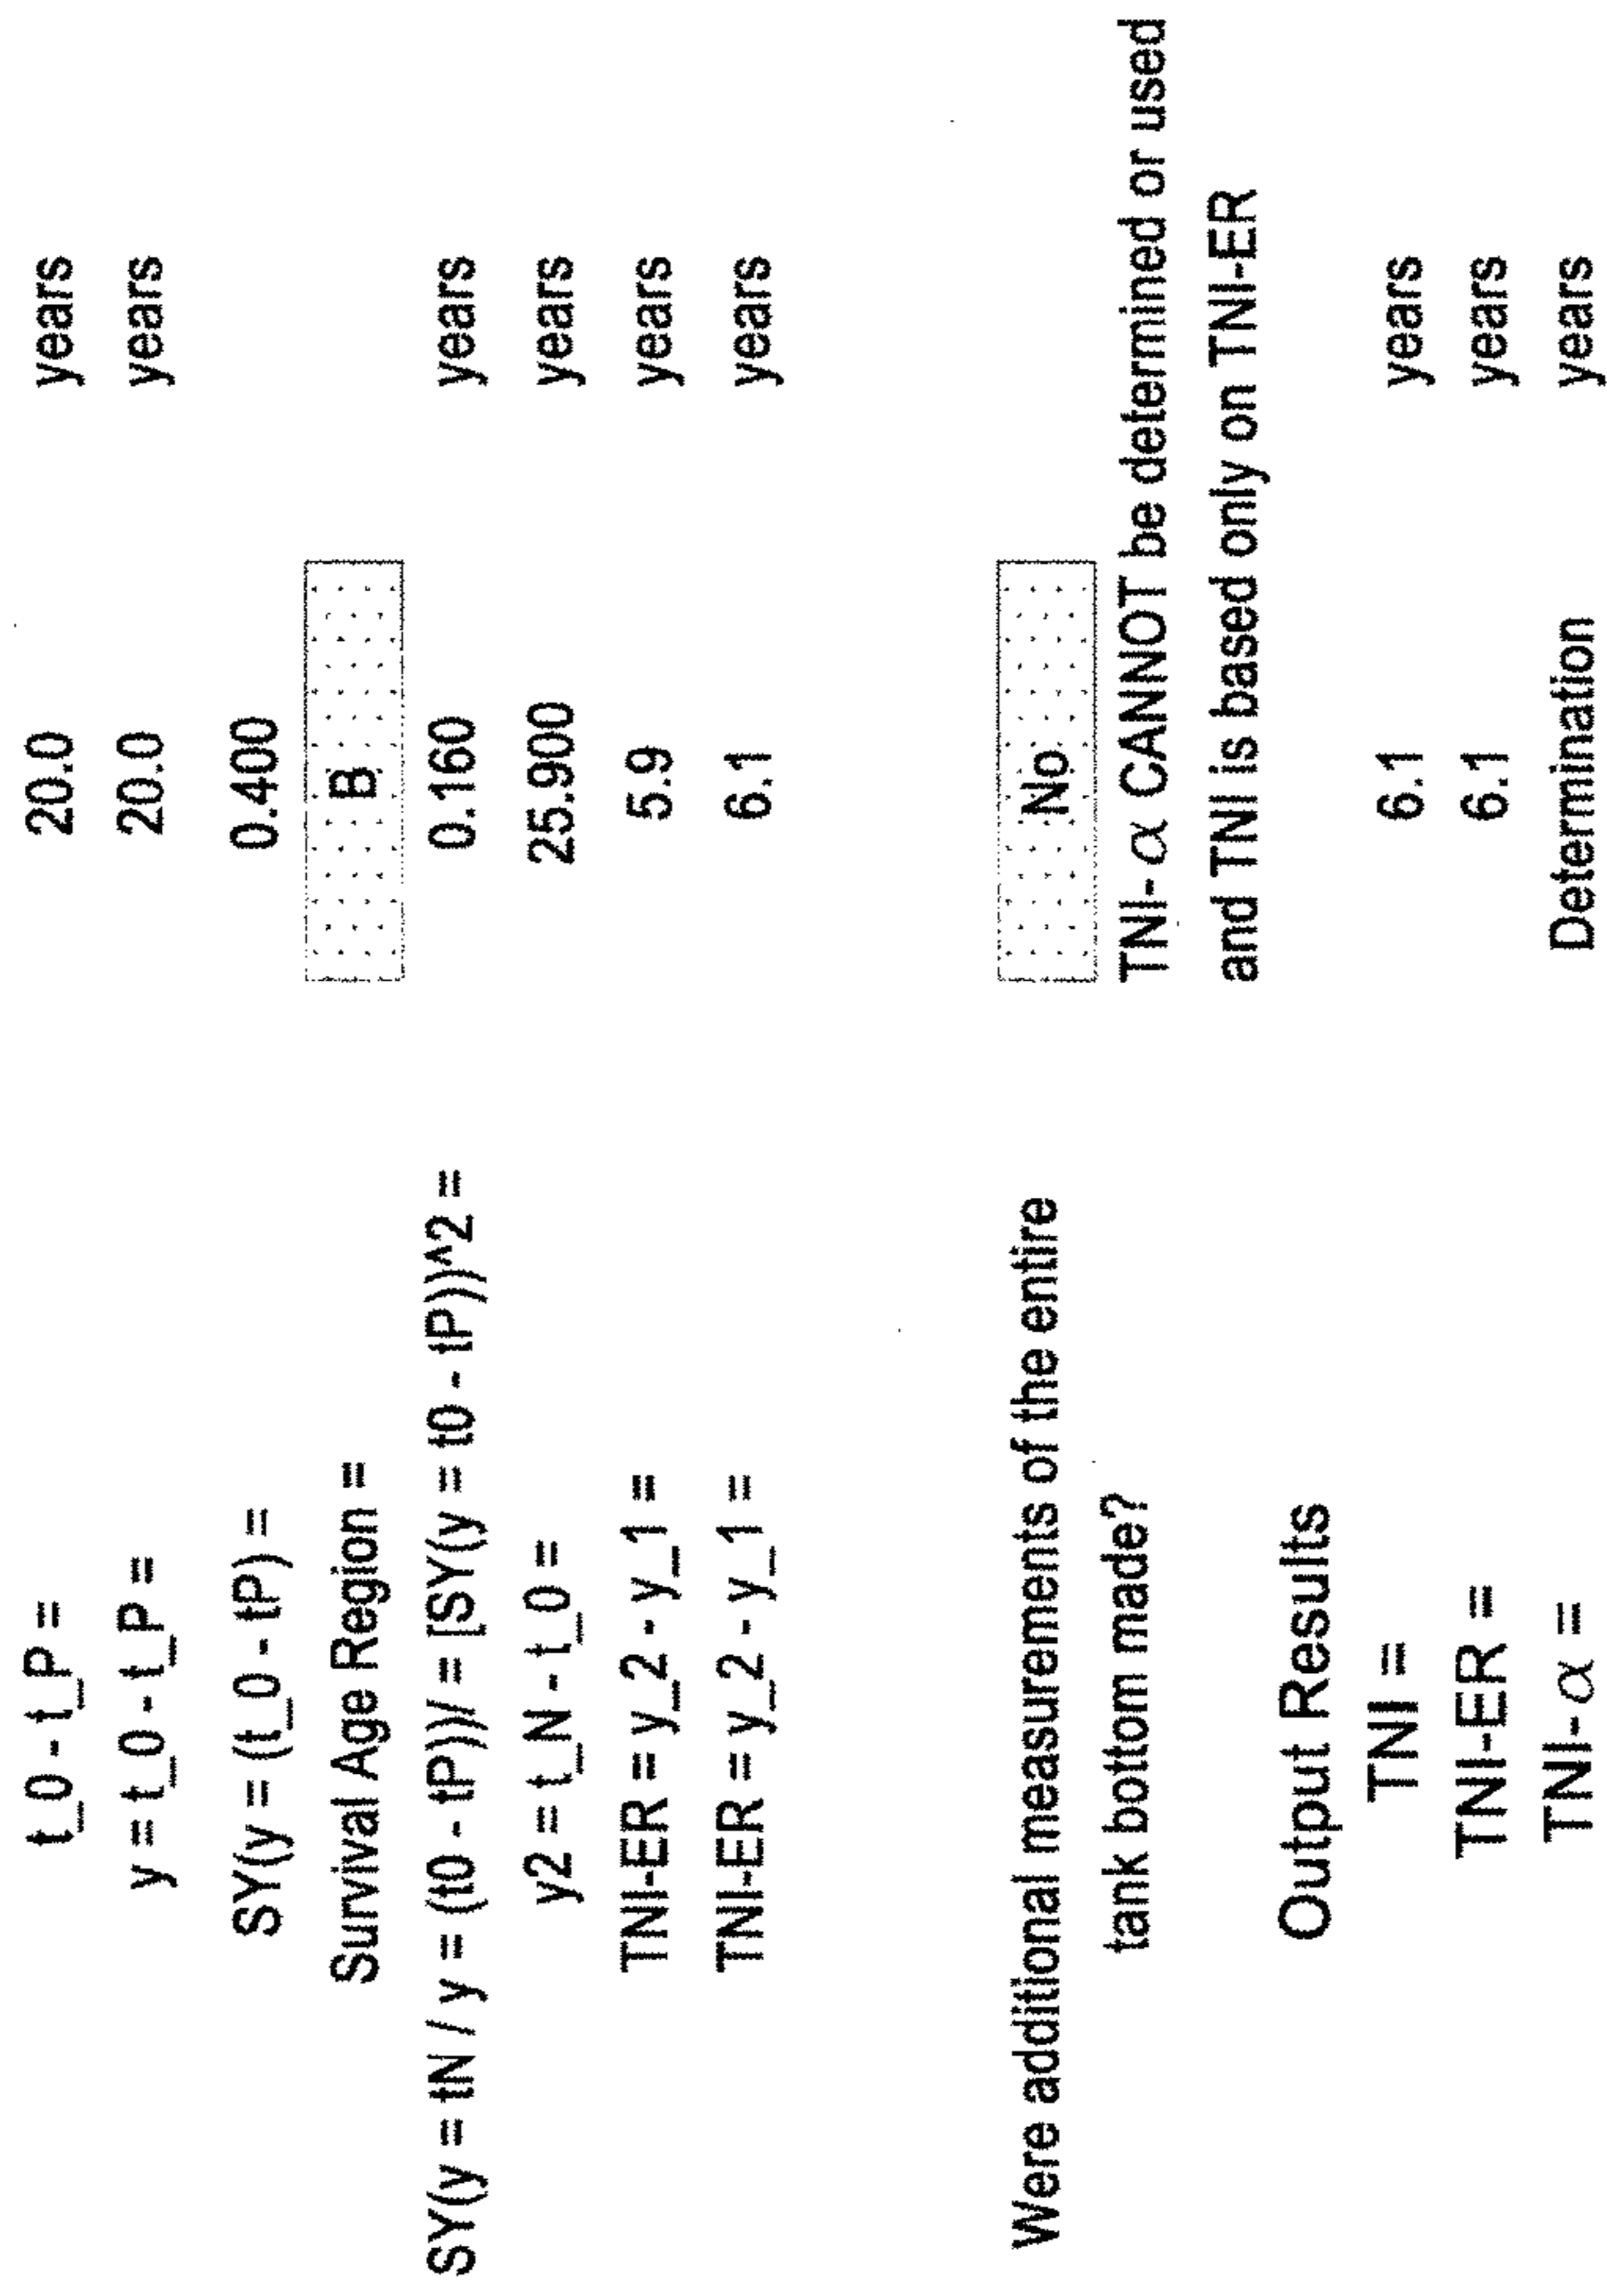 t_0 - t_P = 20.0 years
y = t_0 - t_P = 20.0 years
SY(y = (t_0 - tP) = 0.400
Survival Age Region = B
SY(y = tN / y = (t0 - tP))/ = [SY(y = t0 - tP))^2 = 0.160 years
y2 = t_N - t_0 = 25.900 years
TNI-ER = y_2 - y_1 = 5.9 years
TNI-ER = y_2 - y_1 = 6.1 years
Were additional measurements of the entire
tank bottom made? No
TNI-α CANNOT be determined or used
and TNI is based only on TNI-ER
Output Results
TNI = 6.1 years
TNI-ER = 6.1 years
TNI-α = Determination years